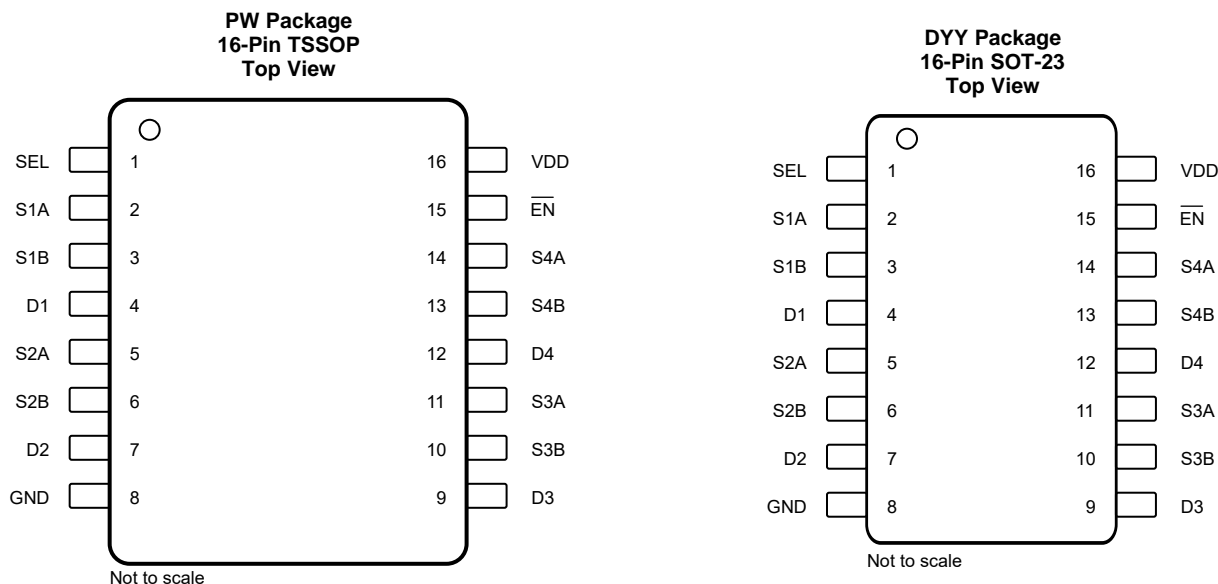 PW Package
16-Pin TSSOP
Top View
SEL 1 16 VDD
S1A 2 15 E̅N̅
S1B 3 14 S4A
D1 4 13 S4B
S2A 5 12 D4
S2B 6 11 S3A
D2 7 10 S3B
GND 8 9 D3
Not to scale
DYY Package
16-Pin SOT-23
Top View
SEL 1 16 VDD
S1A 2 15 E̅N̅
S1B 3 14 S4A
D1 4 13 S4B
S2A 5 12 D4
S2B 6 11 S3A
D2 7 10 S3B
GND 8 9 D3
Not to scale